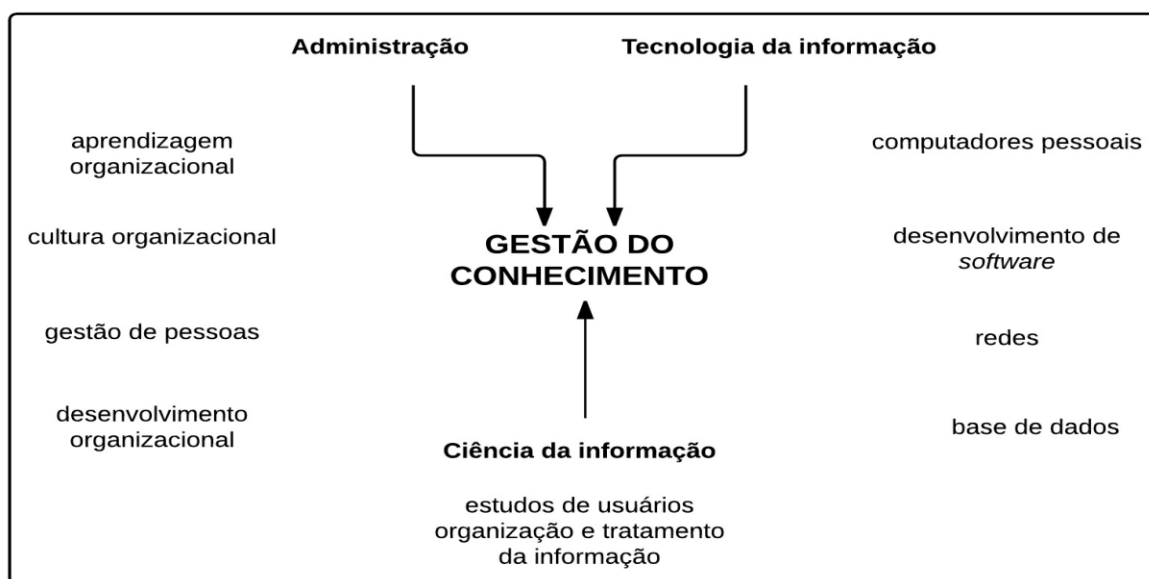 Administração
Tecnologia da informação
aprendizagem
organizacional
cultura organizacional
gestão de pessoas
desenvolvimento
organizacional
GESTÃO DO
CONHECIMENTO
computadores pessoais
desenvolvimento de
software
redes
base de dados
Ciência da informação
estudos de usuários
organização e tratamento
da informação